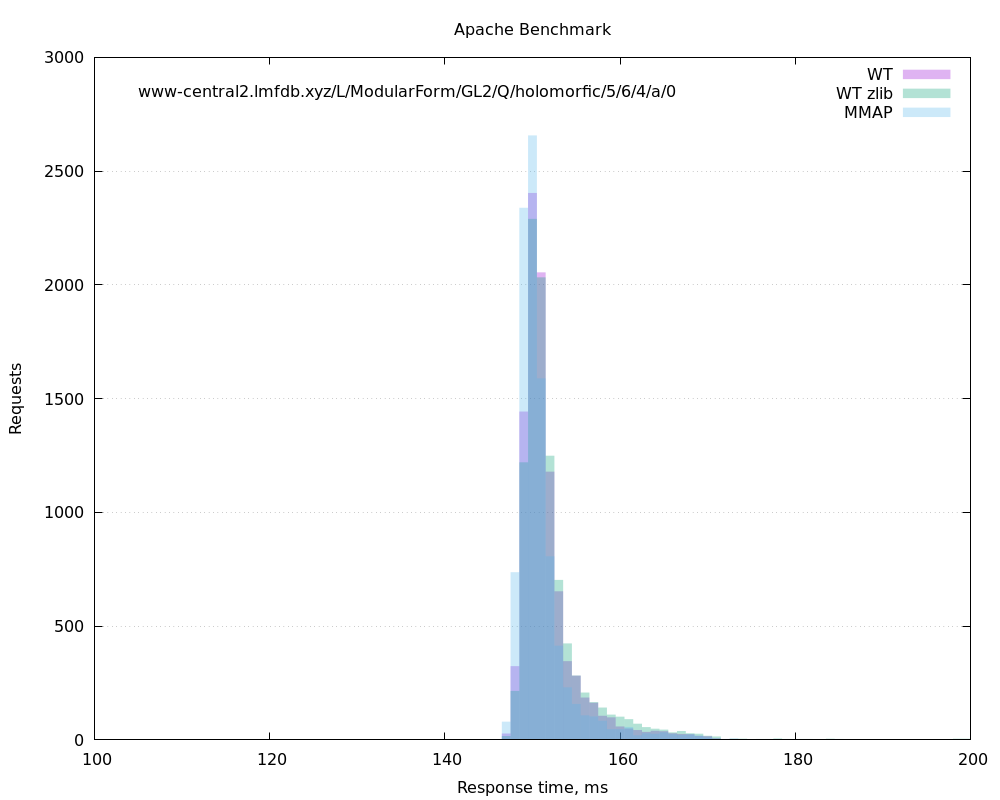 Apache Benchmark
3000
www-central2.lmfdb.xyz/L/ModularForm/GL2/Q/holomorfic/5/6/4/a/0
WT
WT zlib
MMAP
2500
2000
1500
1000
500
0
Requests
100 120 140 160 180 200
Response time, ms